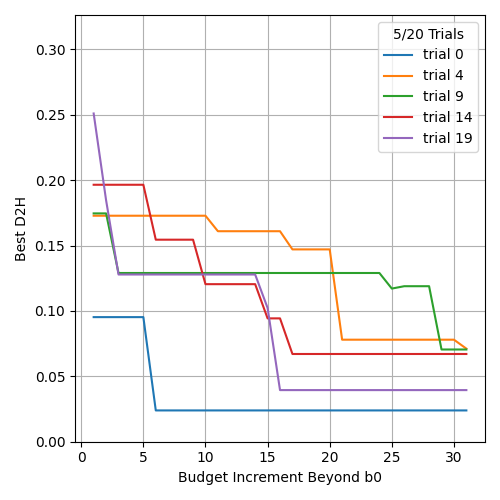 5/20 Trials
trial 0
trial 4
trial 9
trial 14
trial 19
0.30
0.25
0.20
0.15
0.10
0.05
0.00
Best D2H
0 5 10 15 20 25 30
Budget Increment Beyond b0